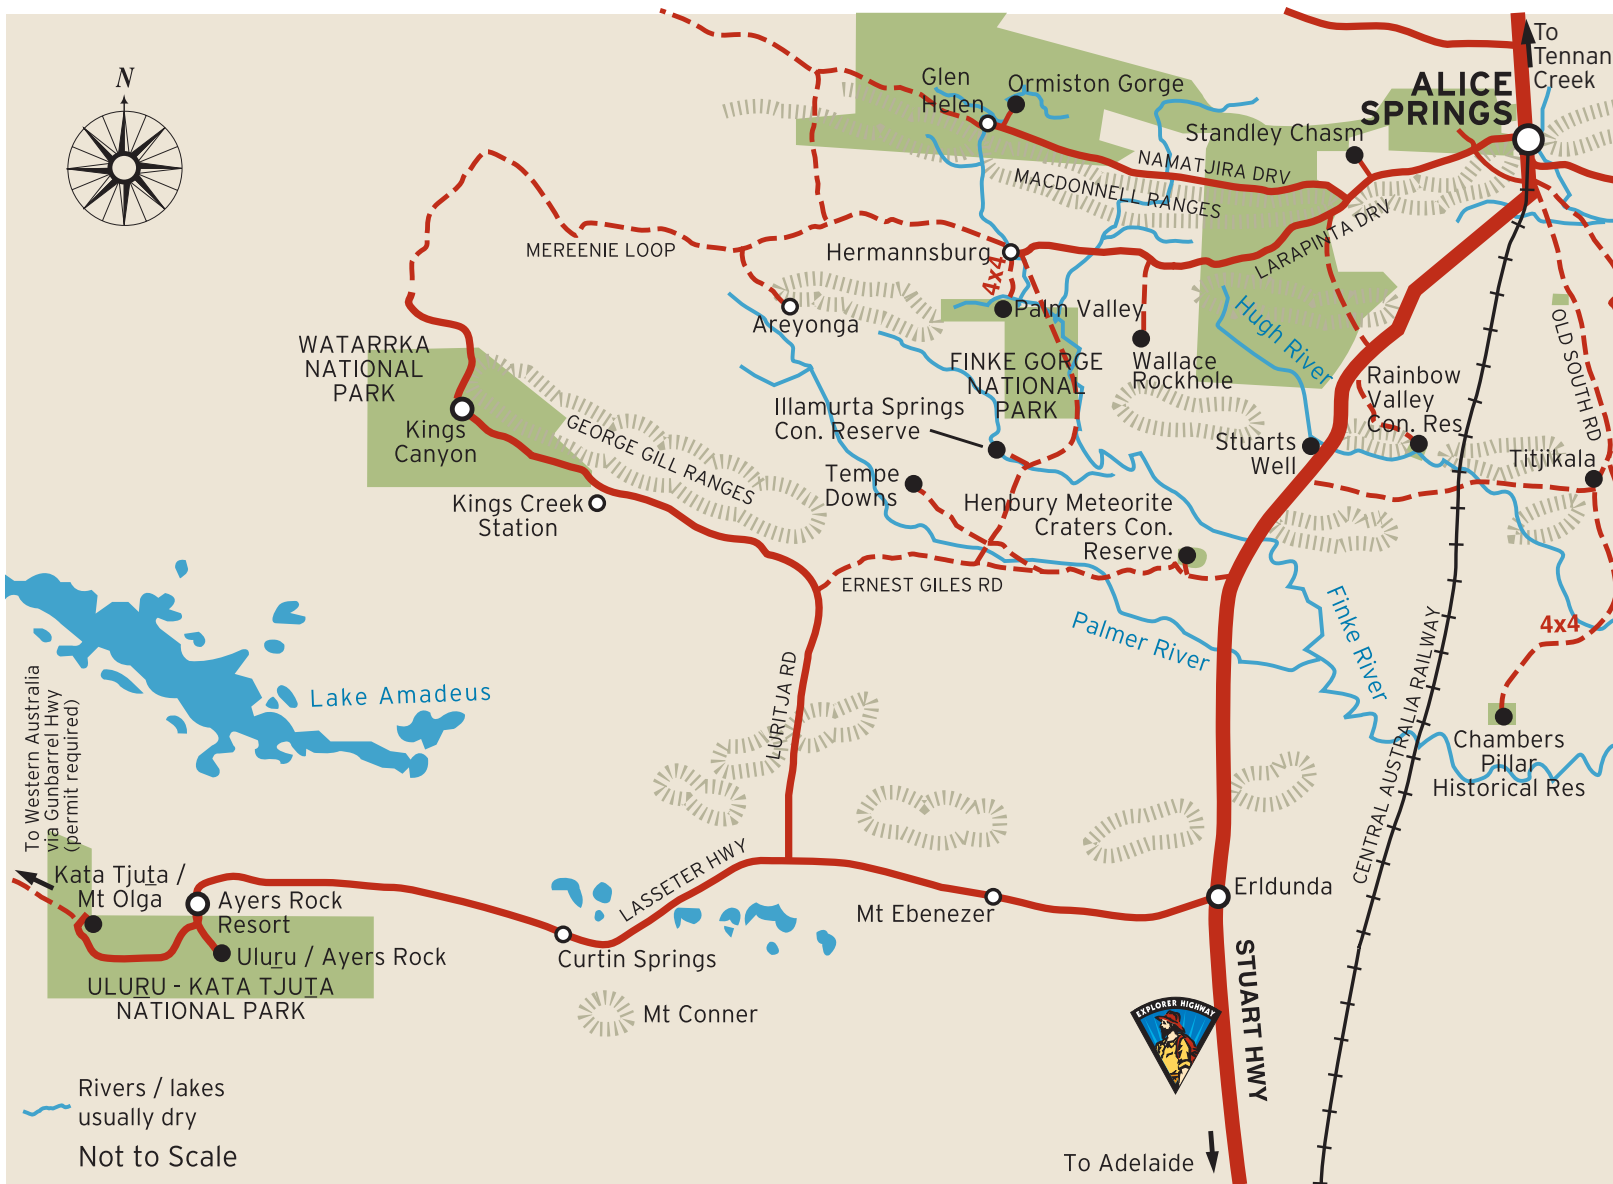 N
To
Tennan
Creek
ALICE
SPRINGS
Glen
Helen
Ormiston Gorge
Standley Chasm
NAMATJIRA DRV
MACDONNELL RANGES
LARAPINTA DRV
MEREENIE LOOP
Hermannsburg
4x4
Palm Valley
Areyonga
Hugh River
OLD SOUTH RD
WATARRKA
NATIONAL
PARK
FINKE GORGE
NATIONAL
PARK
Wallace
Rockhole
Rainbow
Valley
Con. Res
Kings
Canyon
GEORGE GILL RANGES
Illamurta Springs
Con. Reserve
Stuarts
Well
Titjikala
Tempe
Downs
Kings Creek
Station
Henbury Meteorite
Craters Con.
Reserve
ERNEST GILES RD
Palmer River
Finke River
4x4
CENTRAL AUSTRALIA RAILWAY
Lake Amadeus
LURITJA RD
Chambers
Pillar
Historical Res
To Western Australia
via Gunbarrel Hwy
(permit required)
Kata Tjuṯa /
Mt Olga
Ayers Rock
Resort
Uluṟu / Ayers Rock
ULUṞU - KATA TJUṮA
NATIONAL PARK
LASSETER HWY
Curtin Springs
Mt Ebenezer
Erldunda
Mt Conner
STUART HWY
EXPLORER HIGHWAY
Rivers / lakes
usually dry
Not to Scale
To Adelaide